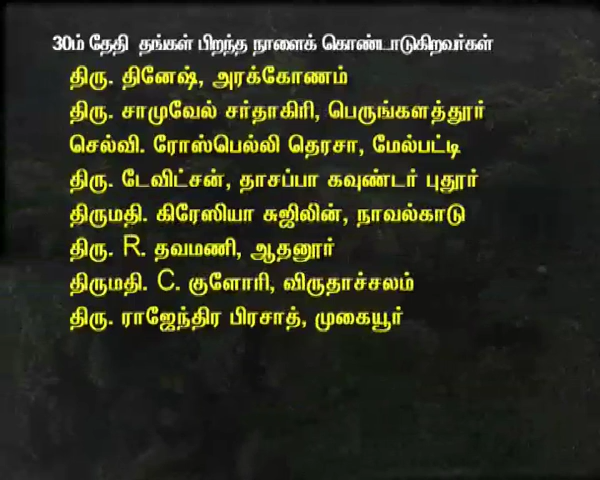 30ம் தேதி தங்கள் பிறந்த நாளைக் கொண்டாடுகிறவர்கள்
திரு. தினேஷ், அரக்கோணம்
திரு. சாமுவேல் சர்தாகிரி, பெருங்களத்தூர்
செல்வி. ரோஸ்பெல்லி தெரசா, மேல்பட்டி
திரு. டேவிட்சன், தாசப்பா கவுண்டர் புதூர்
திருமதி. கிரேஸியா சுஜிலின், நாவல்காடு
திரு. R. தவமணி, ஆதனூர்
திருமதி. C. குளோரி, விருதாச்சலம்
திரு. ராஜேந்திர பிரசாத், முகையூர்